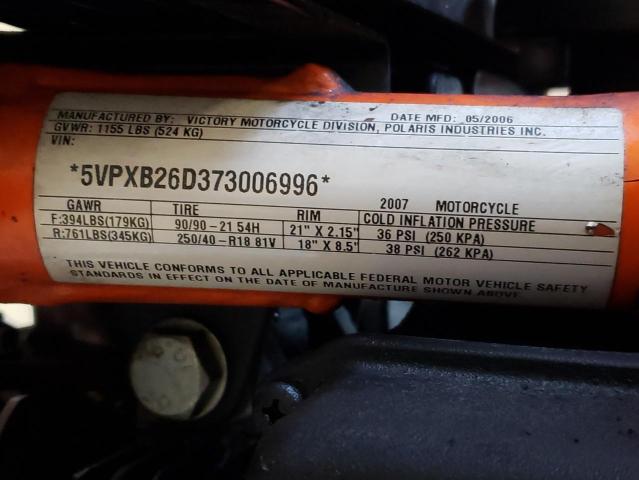 MANUFACTURED BY: VICTORY MOTORCYCLE DIVISION, POLARIS INDUSTRIES INC. DATE MFD: 05/2006
GVWR: 1155 LBS (524 KG)
VIN:
*5VPXB26D373006996*
2007 MOTORCYCLE
GAWR TIRE RIM COLD INFLATION PRESSURE
F:394LBS(179KG) 90/90-21 54H 21" X 2.15" 36 PSI (250 KPA)
R:761LBS(345KG) 250/40-R18 81V 18" X 8.5" 38 PSI (262 KPA)
THIS VEHICLE CONFORMS TO ALL APPLICABLE FEDERAL MOTOR VEHICLE SAFETY
STANDARDS IN EFFECT ON THE DATE OF MANUFACTURE SHOWN ABOVE